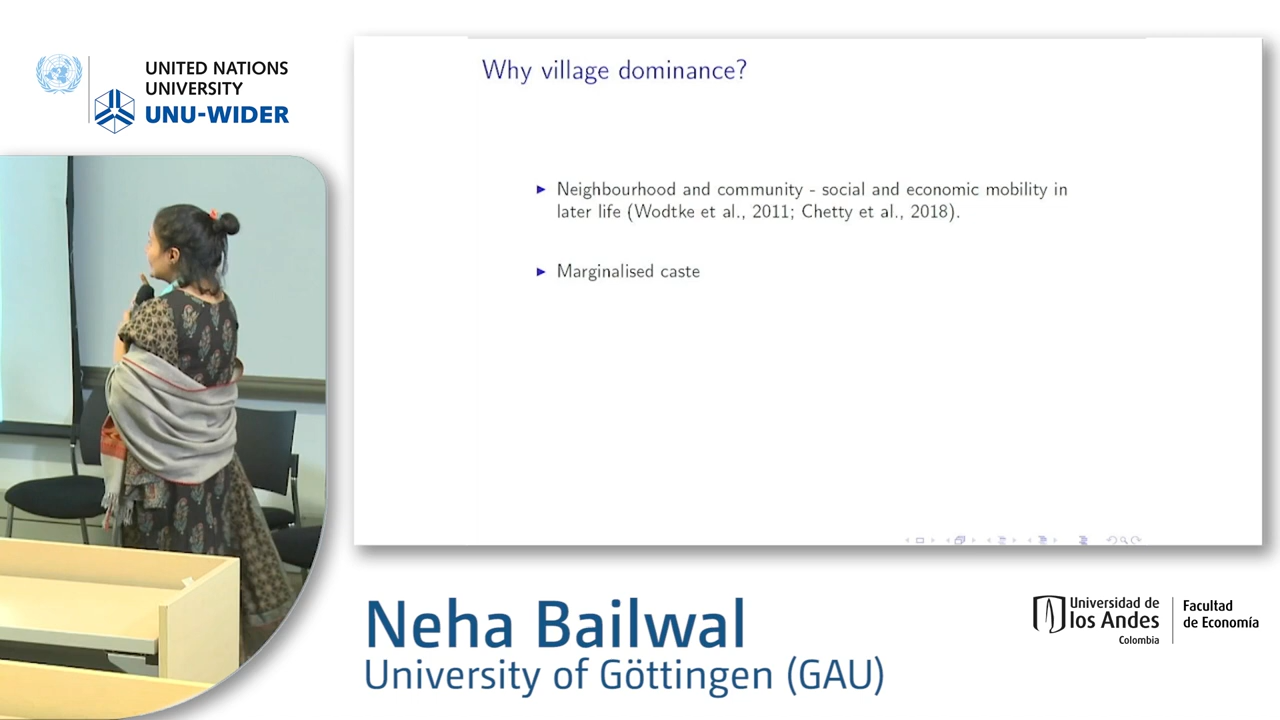 UNITED NATIONS
UNIVERSITY
UNU-WIDER
Why village dominance?
Neighbourhood and community - social and economic mobility in
later life (Wodtke et al., 2011; Chetty et al., 2018).
Marginalised caste
Neha Bailwal
University of Göttingen (GAU)
Universidad de
los Andes
Colombia
Facultad
de Economía